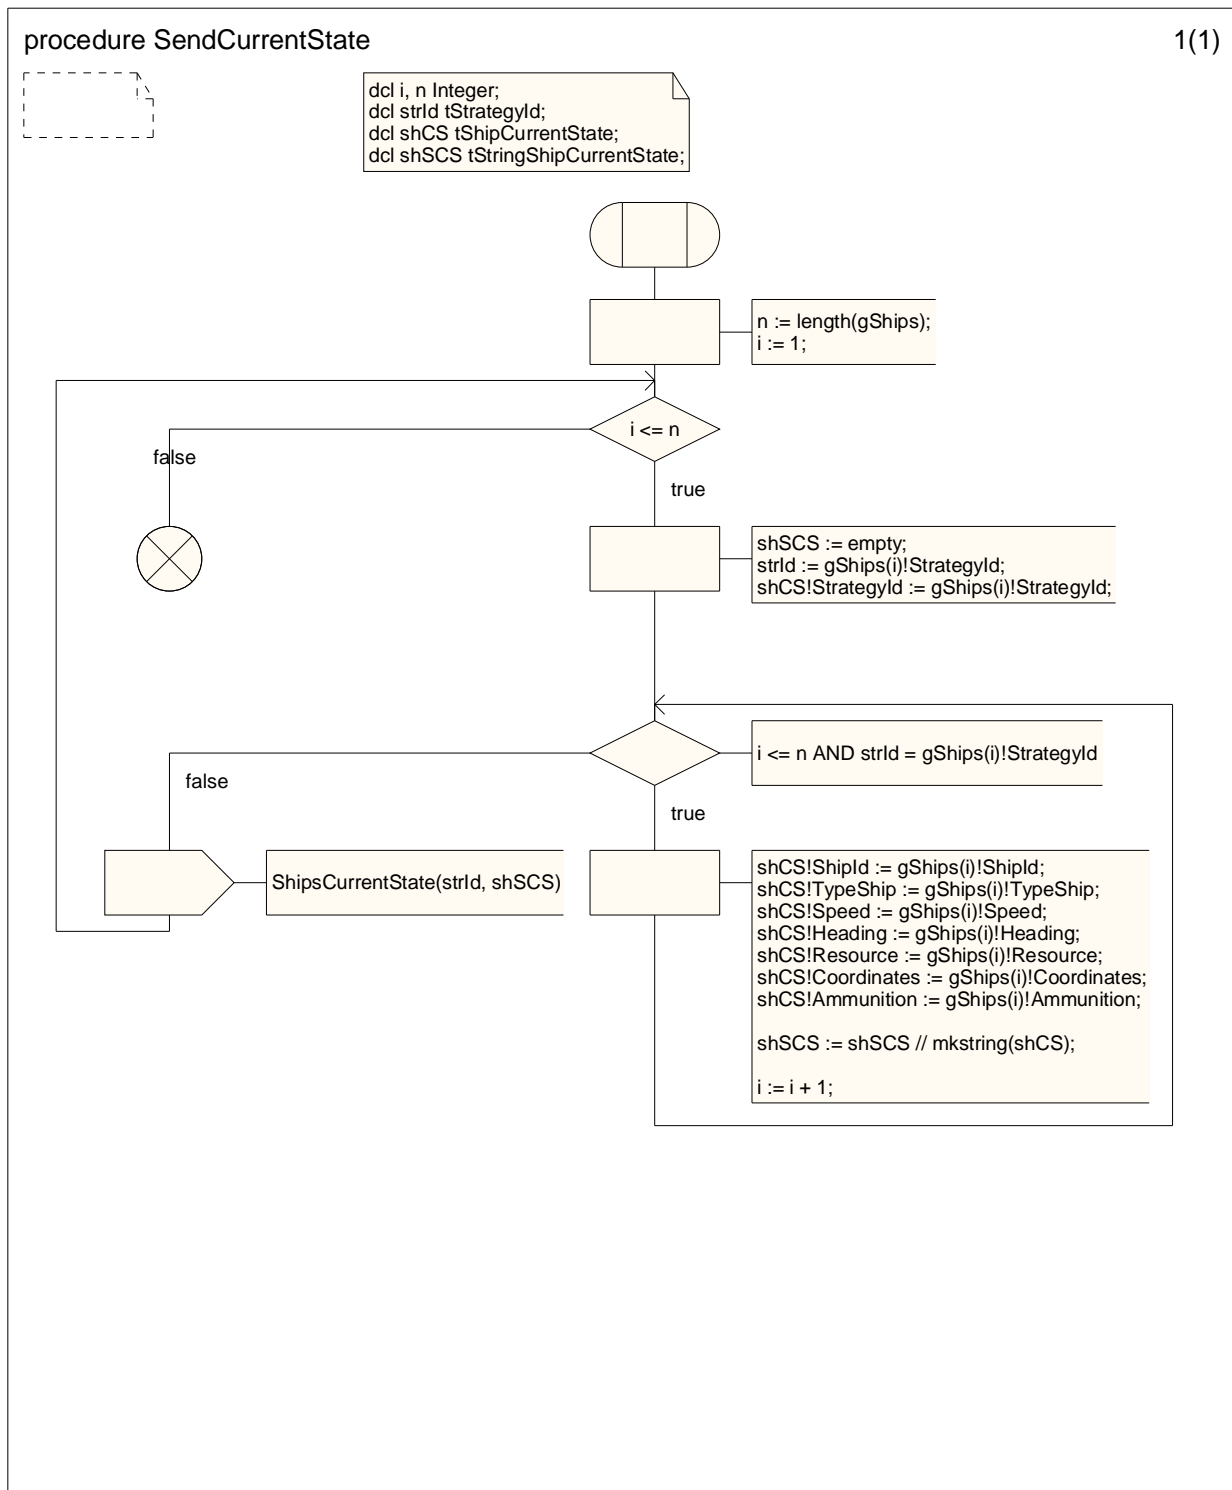 procedure SendCurrentState
1(1)
dcl i, n Integer;
dcl strId tStrategyId;
dcl shCS tShipCurrentState;
dcl shSCS tStringShipCurrentState;
n := length(gShips);
i := 1;
i <= n
false
true
shSCS := empty;
strId := gShips(i)!StrategyId;
shCS!StrategyId := gShips(i)!StrategyId;
i <= n AND strId = gShips(i)!StrategyId
false
true
ShipsCurrentState(strId, shSCS)
shCS!ShipId := gShips(i)!ShipId;
shCS!TypeShip := gShips(i)!TypeShip;
shCS!Speed := gShips(i)!Speed;
shCS!Heading := gShips(i)!Heading;
shCS!Resource := gShips(i)!Resource;
shCS!Coordinates := gShips(i)!Coordinates;
shCS!Ammunition := gShips(i)!Ammunition;
shSCS := shSCS // mkstring(shCS);
i := i + 1;